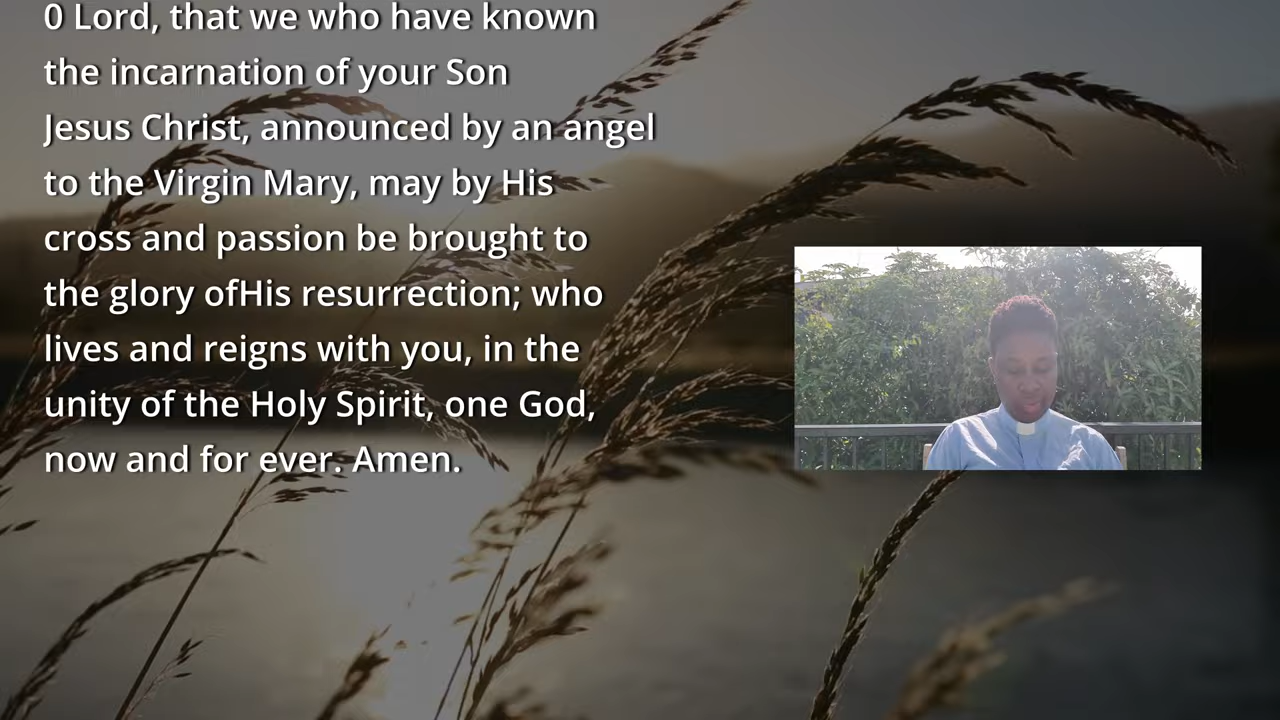 0 Lord, that we who have known
the incarnation of your Son
Jesus Christ, announced by an angel
to the Virgin Mary, may by His
cross and passion be brought to
the glory ofHis resurrection; who
lives and reigns with you, in the
unity of the Holy Spirit, one God,
now and for ever. Amen.